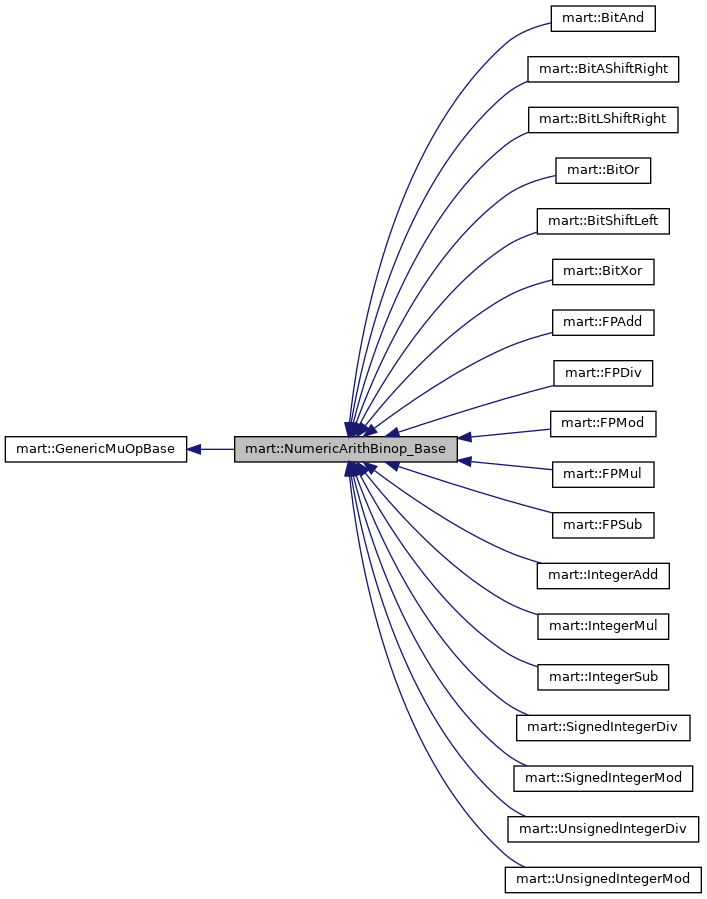 mart::BitAnd
mart::BitAShiftRight
mart::BitLShiftRight
mart::BitOr
mart::BitShiftLeft
mart::BitXor
mart::FPAdd
mart::FPDiv
mart::FPMod
mart::GenericMuOpBase
mart::NumericArithBinop_Base
mart::FPMul
mart::FPSub
mart::IntegerAdd
mart::IntegerMul
mart::IntegerSub
mart::SignedIntegerDiv
mart::SignedIntegerMod
mart::UnsignedIntegerDiv
mart::UnsignedIntegerMod